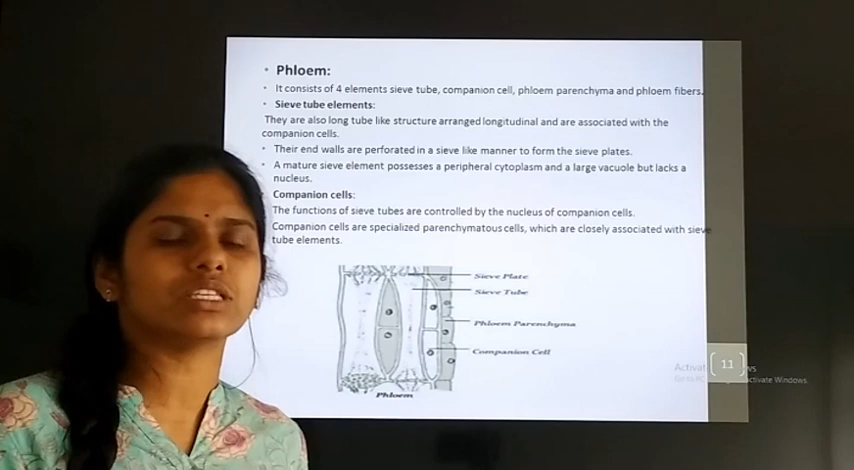 • Phloem:
• It consists of 4 elements sieve tube, companion cell, phloem parenchyma and phloem fibers.
• Sieve tube elements:
They are also long tube like structure arranged longitudinal and are associated with the
companion cells.
• Their end walls are perforated in a sieve like manner to form the sieve plates.
• A mature sieve element possesses a peripheral cytoplasm and a large vacuole but lacks a
nucleus.
Companion cells:
The functions of sieve tubes are controlled by the nucleus of companion cells.
Companion cells are specialized parenchymatous cells, which are closely associated with sieve
tube elements.
Sieve Plate
Sieve Tube
Phloem Parenchyma
Companion Cell
Phloem
11
Activate Windows